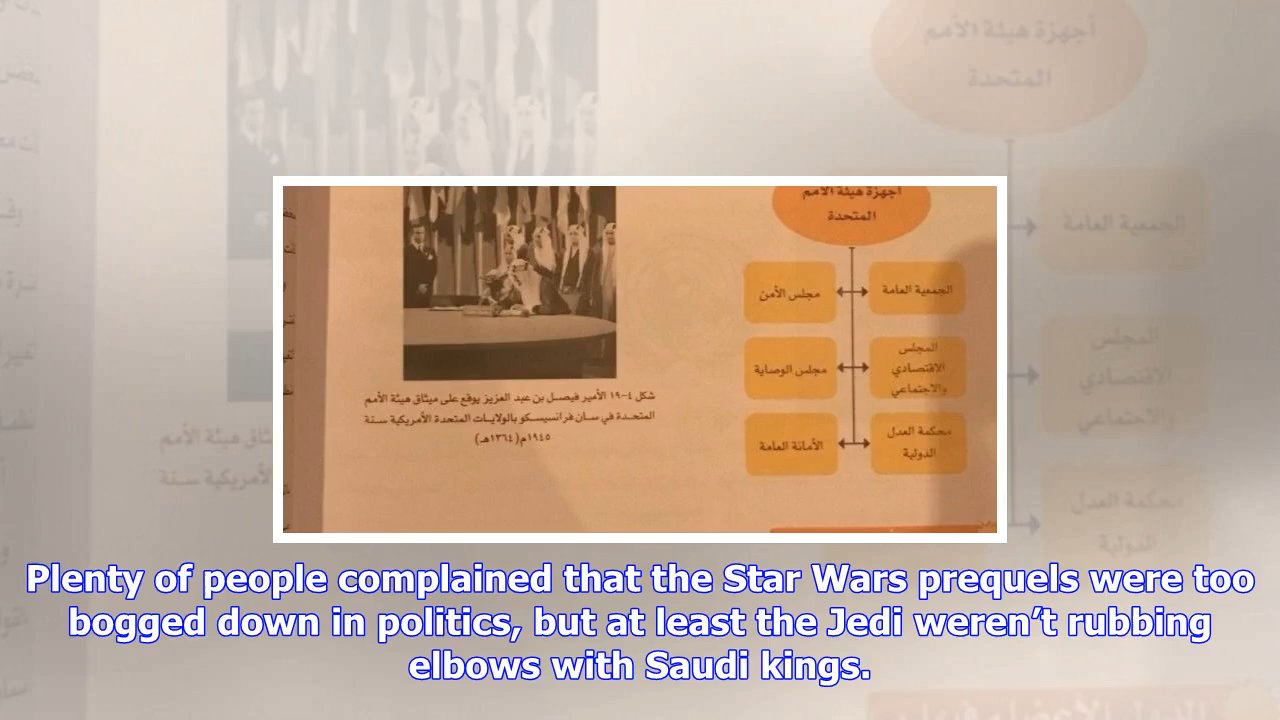 أجهزة هيئة الأمم
المتحدة
الجمعية العامة
مجلس الأمن
المجلس
الاقتصادي
والاجتماعي
مجلس الوصاية
محكمة العدل
الدولية
الأمانة العامة
شكل ٤-١٩ الأمير فيصل بن عبد العزيز يوقع على ميثاق هيئة الأمم
المتحدة في سان فرانسيسكو بالولايات المتحدة الأمريكية سنة
١٩٤٥م(١٣٦٤هـ)
Plenty of people complained that the Star Wars prequels were too
bogged down in politics, but at least the Jedi weren’t rubbing
elbows with Saudi kings.